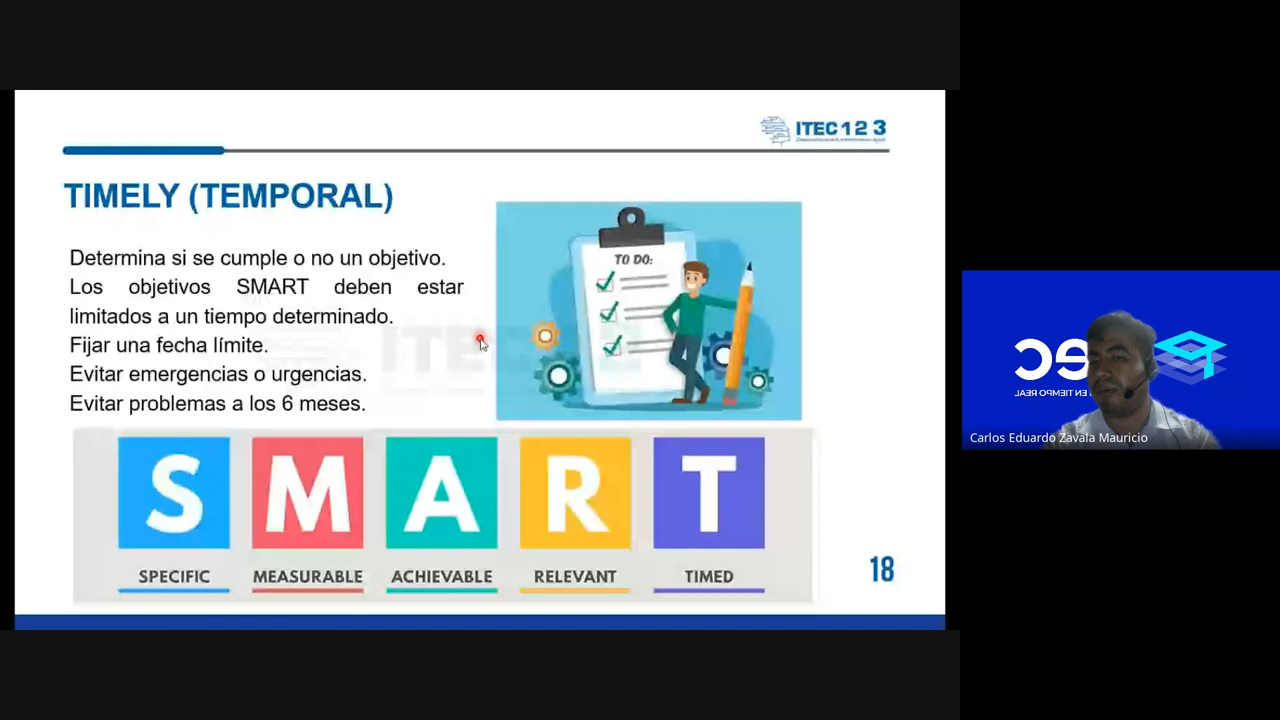 ITEC 1 2 3
TIMELY (TEMPORAL)
Determina si se cumple o no un objetivo.
Los objetivos SMART deben estar
limitados a un tiempo determinado.
Fijar una fecha límite.
Evitar emergencias o urgencias.
Evitar problemas a los 6 meses.
TO DO:
S M A R T
SPECIFIC MEASURABLE ACHIEVABLE RELEVANT TIMED
18
Carlos Eduardo Zavala Mauricio